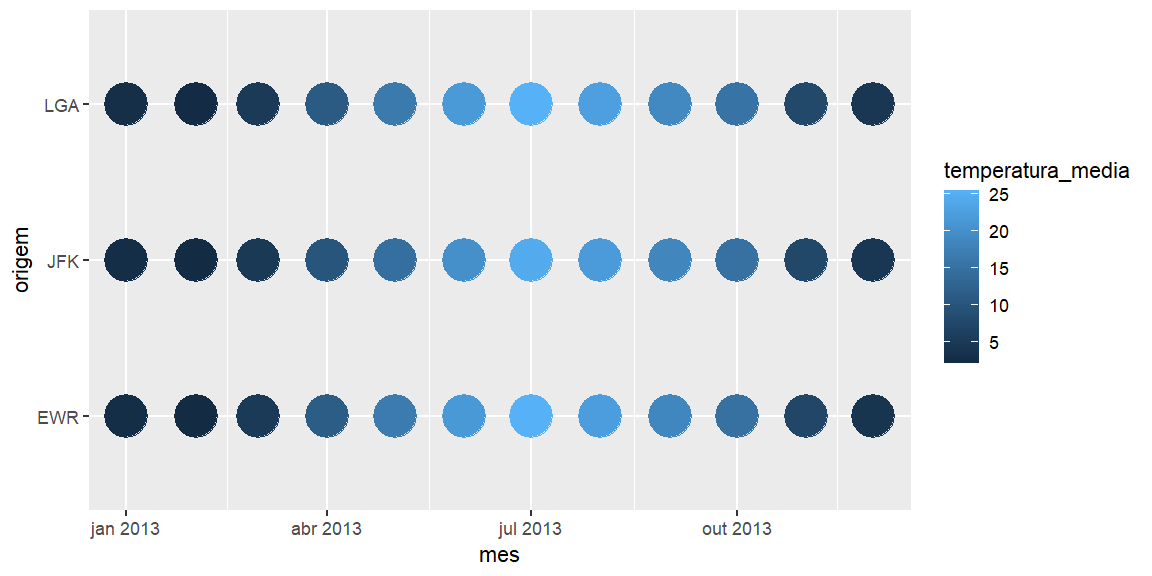 LGA
JFK
EWR
origem
jan 2013
abr 2013
jul 2013
out 2013
mes
temperatura_media
25
20
15
10
5